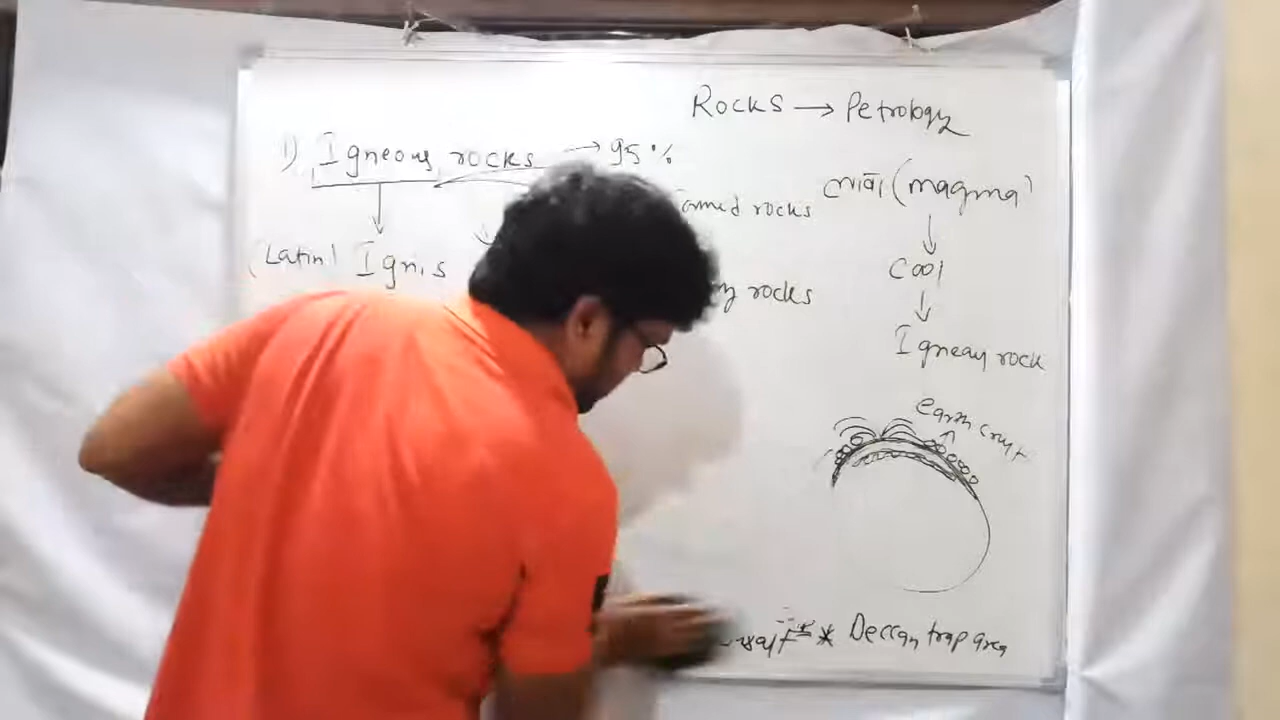 Rocks → Petrology
1) Igneous rocks → 95%
rocks
(magma)
(Latin) Ignis
Cool
rocks
Igneous rock
earth crust
* Deccan trap area